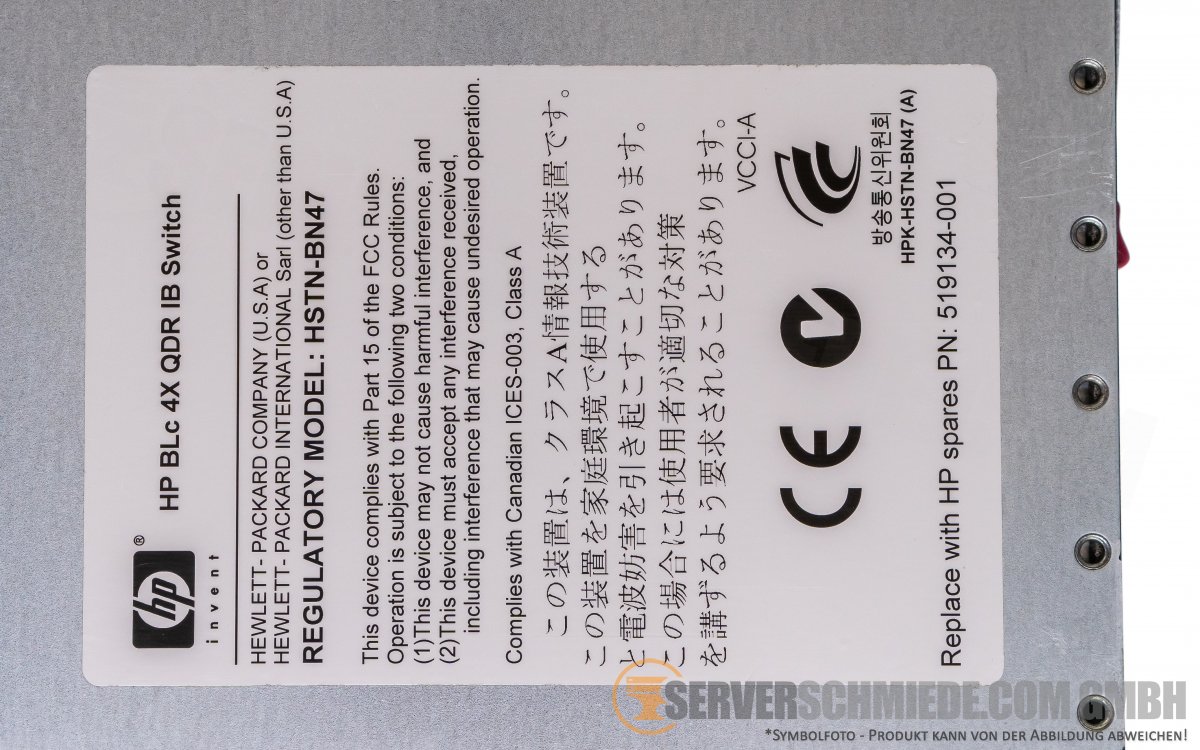 hp®
invent
HP BLc 4X QDR IB Switch
HEWLETT- PACKARD COMPANY (U.S.A) or
HEWLETT- PACKARD INTERNATIONAL Sarl (other than U.S.A)
REGULATORY MODEL: HSTN-BN47
This device complies with Part 15 of the FCC Rules.
Operation is subject to the following two conditions:
(1)This device may not cause harmful interference, and
(2)This device must accept any interference received,
including interference that may cause undesired operation.
Complies with Canadian ICES-003, Class A
この装置は、クラスA情報技術装置です。
この装置を家庭環境で使用する
と電波妨害を引き起こすことがあります。
この場合には使用者が適切な対策
を講ずるよう要求されることがあります。
VCCI-A
CE
방송통신위원회
HPK-HSTN-BN47 (A)
Replace with HP spares PN: 519134-001
SERVERSCHMIEDE.COM GMBH
*SYMBOLFOTO - PRODUKT KANN VON DER ABBILDUNG ABWEICHEN!